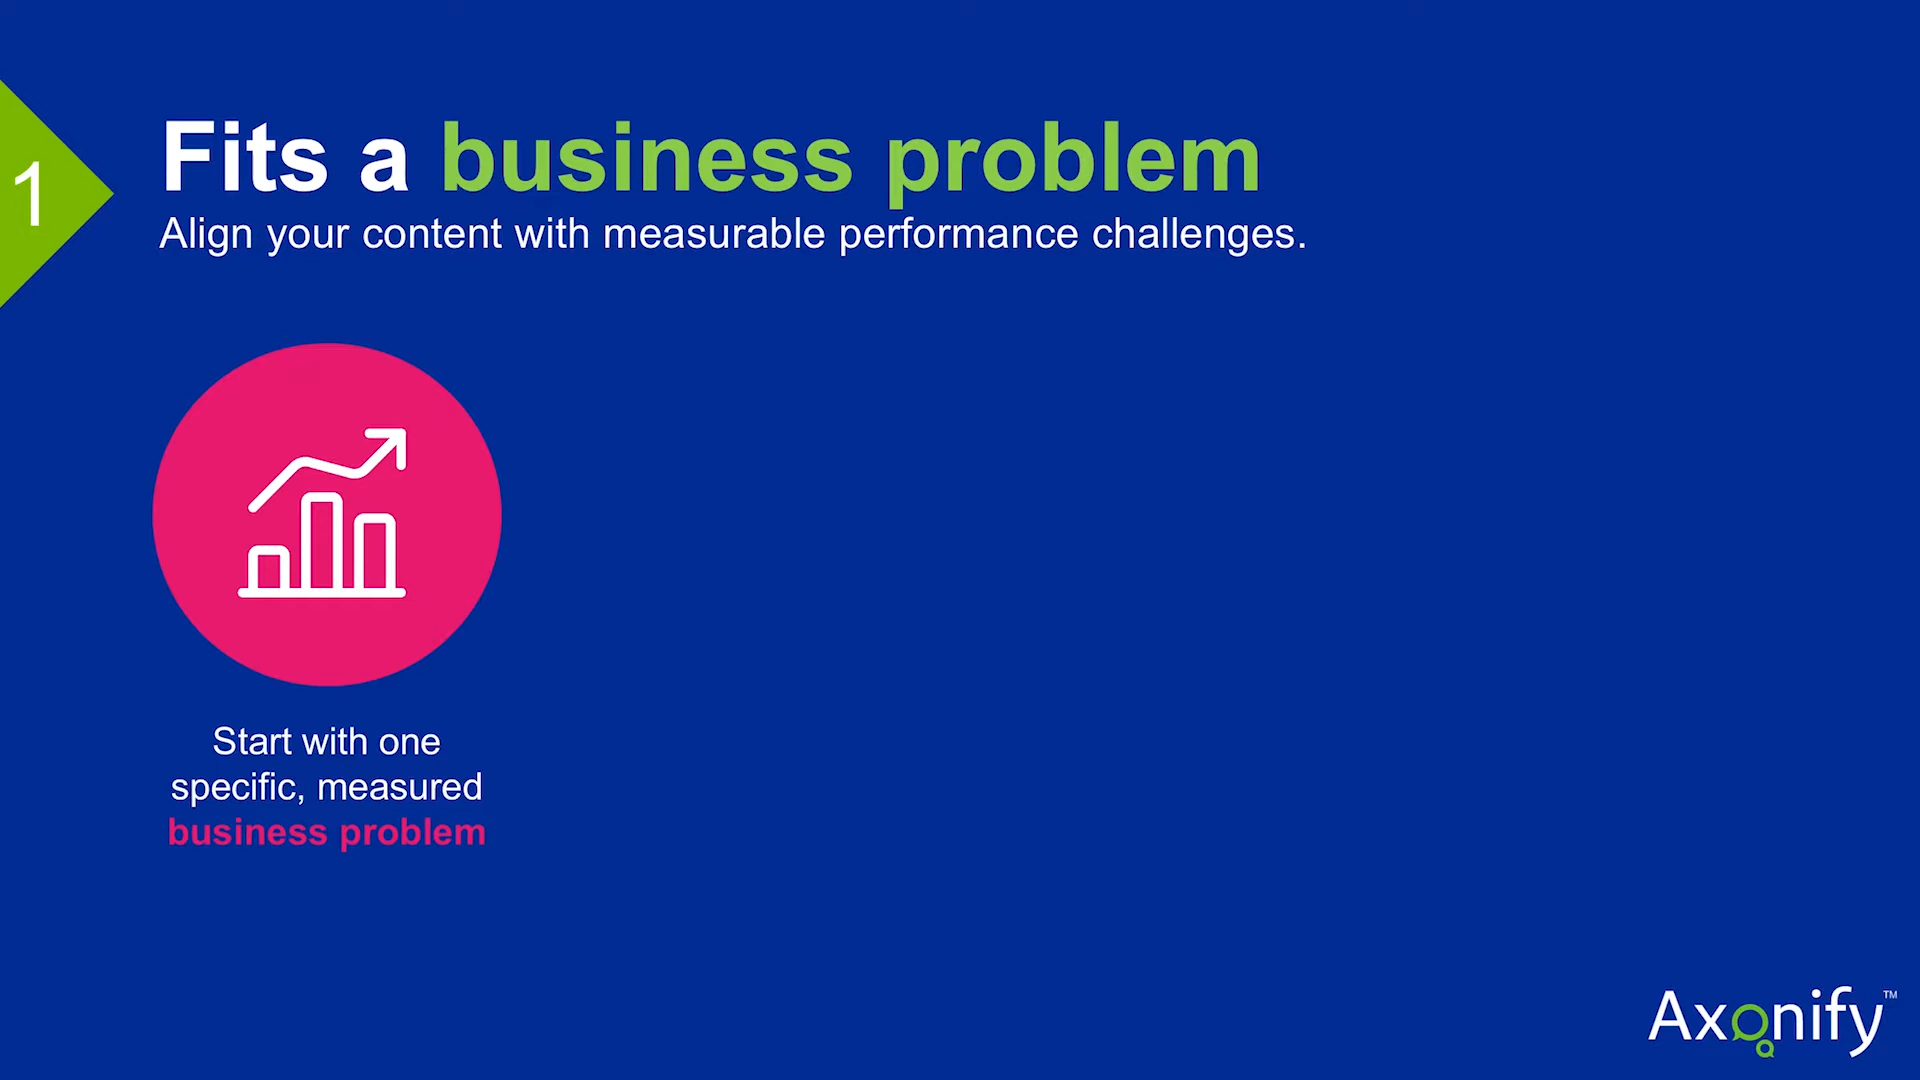 1
Fits a business problem
Align your content with measurable performance challenges.
Start with one
specific, measured
business problem
Axonify™